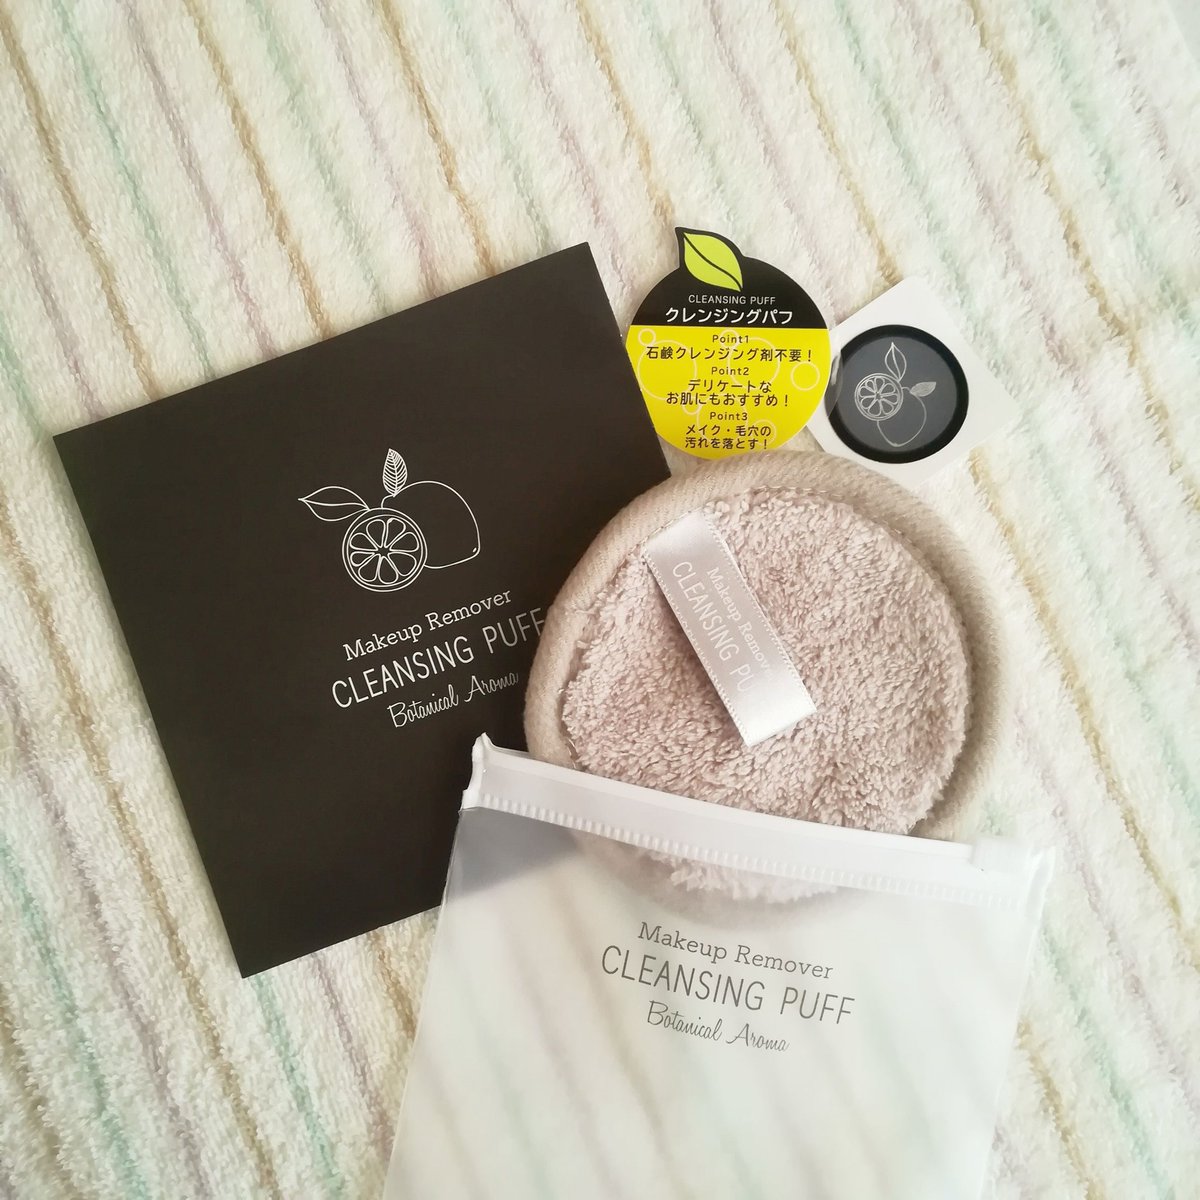 Makeup Remover
CLEANSING PUFF
Botanical Aroma
CLEANSING PUFF
クレンジングパフ
Point1
石鹸クレンジング剤不要！
Point2
デリケートな
お肌にもおすすめ！
Point3
メイク・毛穴の
汚れを落とす！
Makeup Remover
CLEANSING PUFF
Makeup Remover
CLEANSING PUFF
Botanical Aroma